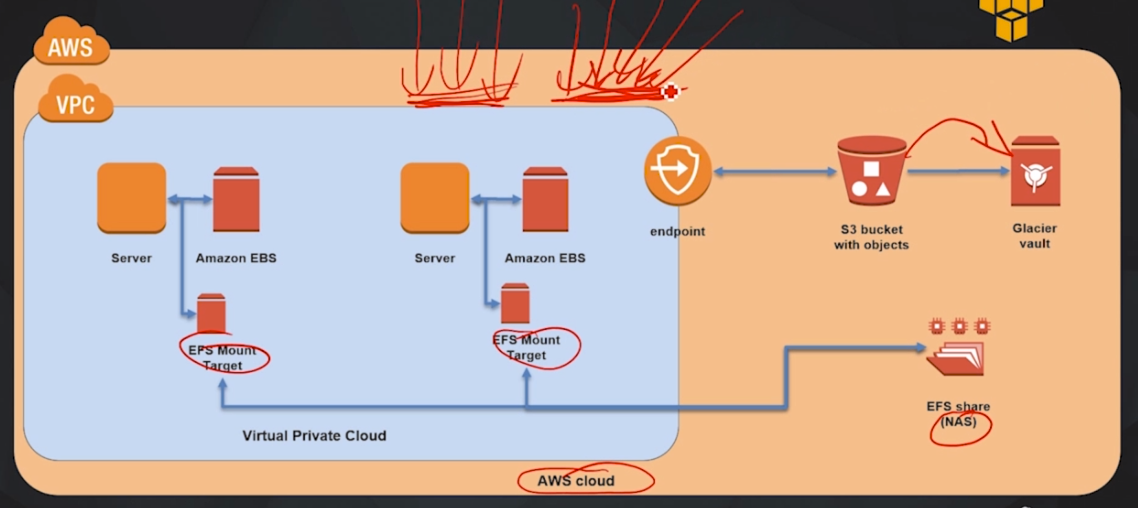 AWS
VPC
Server
Amazon EBS
Server
Amazon EBS
endpoint
S3 bucket
with objects
Glacier
vault
EFS Mount
Target
EFS Mount
Target
EFS share
(NAS)
Virtual Private Cloud
AWS cloud